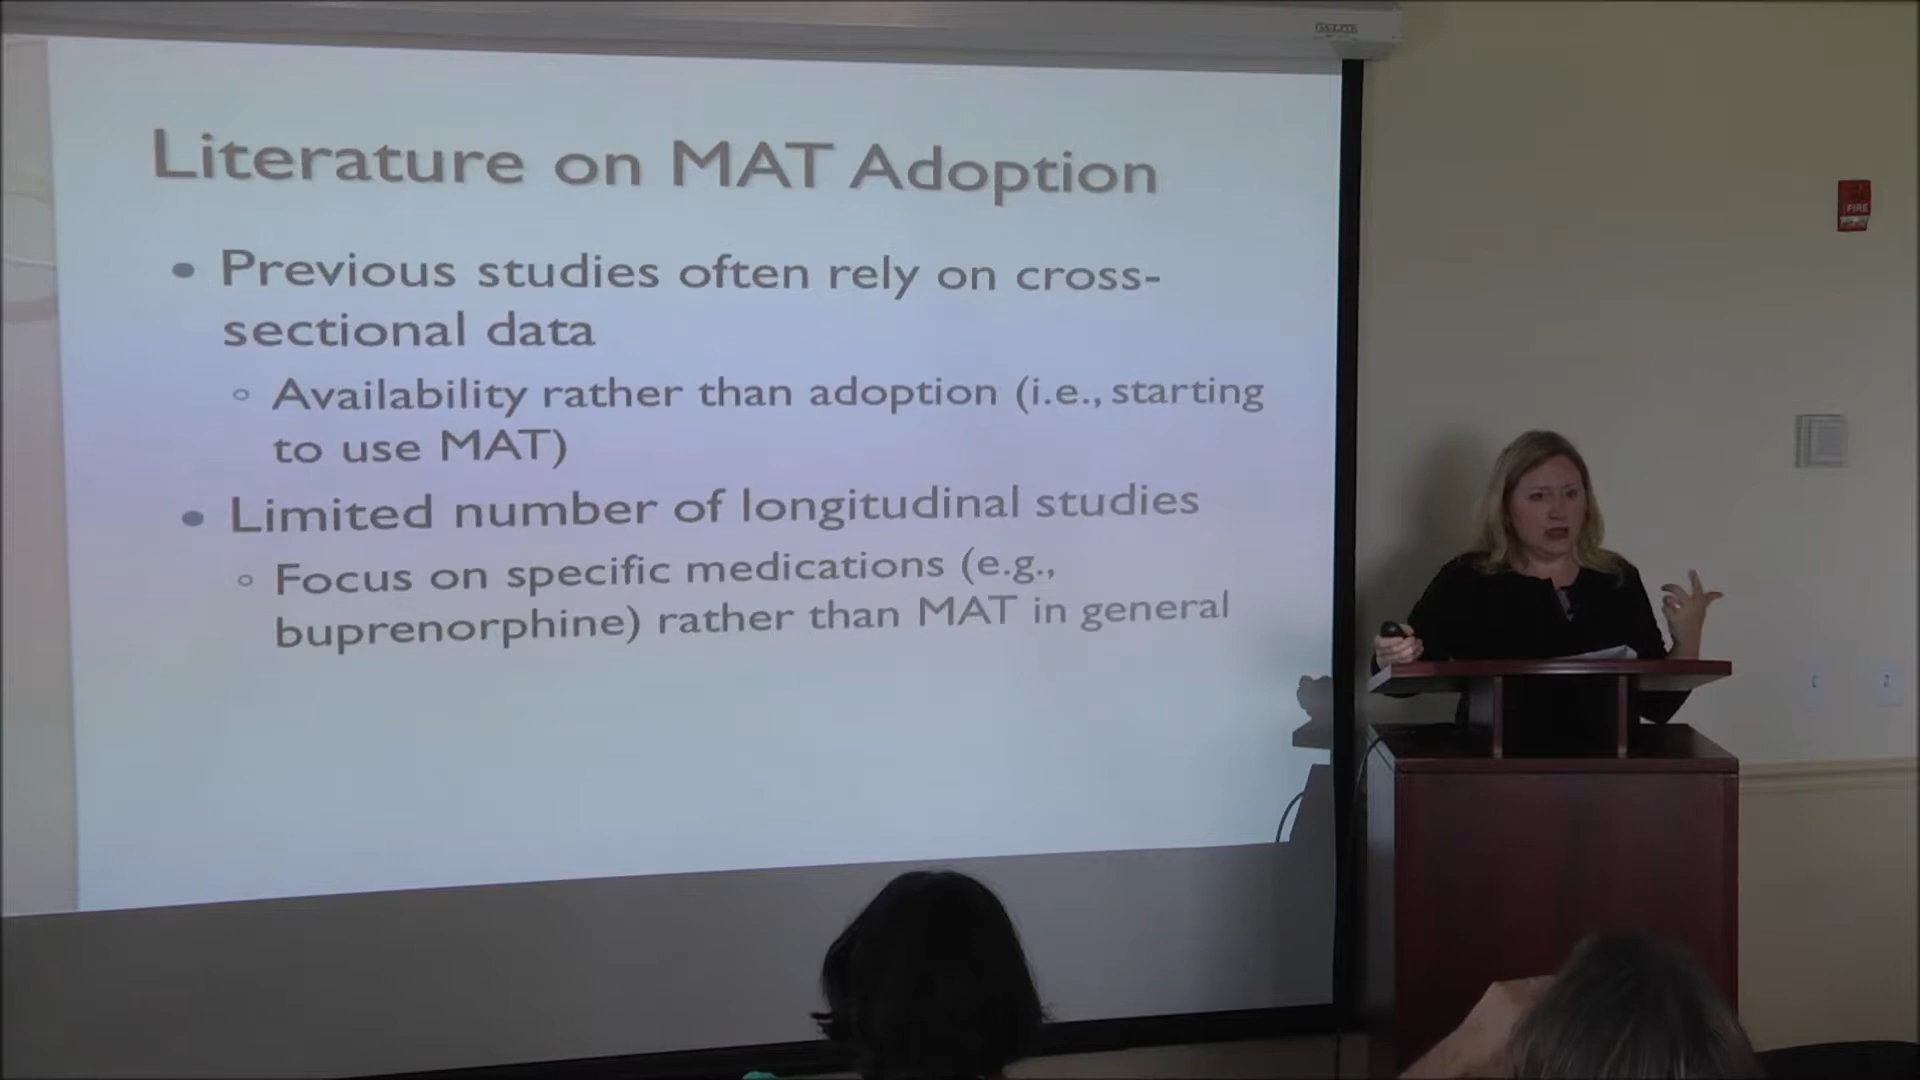 Literature on MAT Adoption
• Previous studies often rely on cross-
sectional data
◦ Availability rather than adoption (i.e., starting
to use MAT)
• Limited number of longitudinal studies
◦ Focus on specific medications (e.g.,
buprenorphine) rather than MAT in general
FIRE